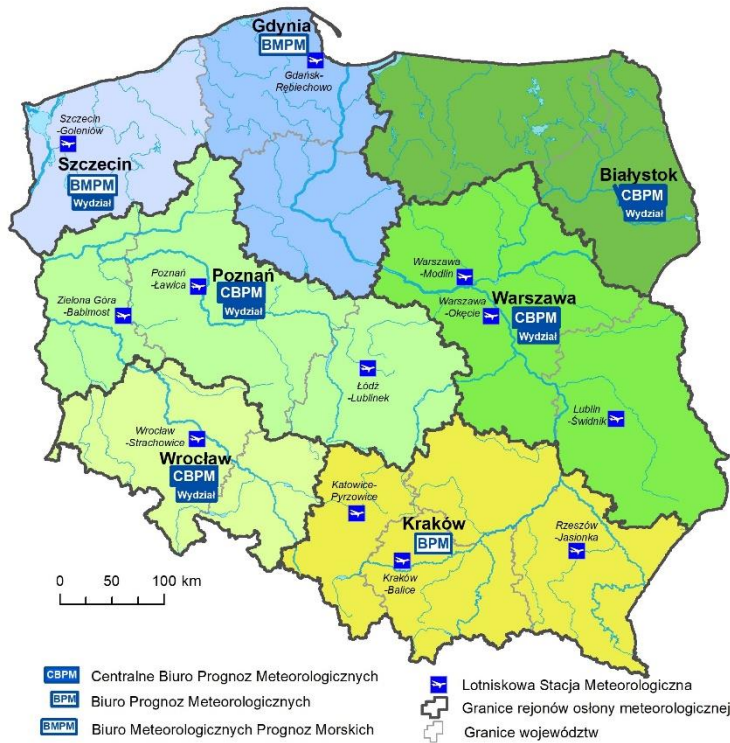 Gdynia
BMPM
Gdańsk-
Rębiechowo
Szczecin
-Goleniów
Szczecin
BMPM
Wydział
Białystok
CBPM
Wydział
Poznań
-Ławica
Poznań
CBPM
Wydział
Zielona Góra
-Babimost
Warszawa
-Modlin
Warszawa
-Okęcie
Warszawa
CBPM
Wydział
Łódź
-Lublinek
Lublin
-Świdnik
Wrocław
-Strachowice
Wrocław
CBPM
Wydział
Katowice-
Pyrzowice
Kraków
BPM
Kraków
-Balice
Rzeszów
-Jasionka
0 50 100 km
CBPM Centralne Biuro Prognoz Meteorologicznych
BPM Biuro Prognoz Meteorologicznych
BMPM Biuro Meteorologicznych Prognoz Morskich
Lotniskowa Stacja Meteorologiczna
Granice rejonów osłony meteorologicznej
Granice województw